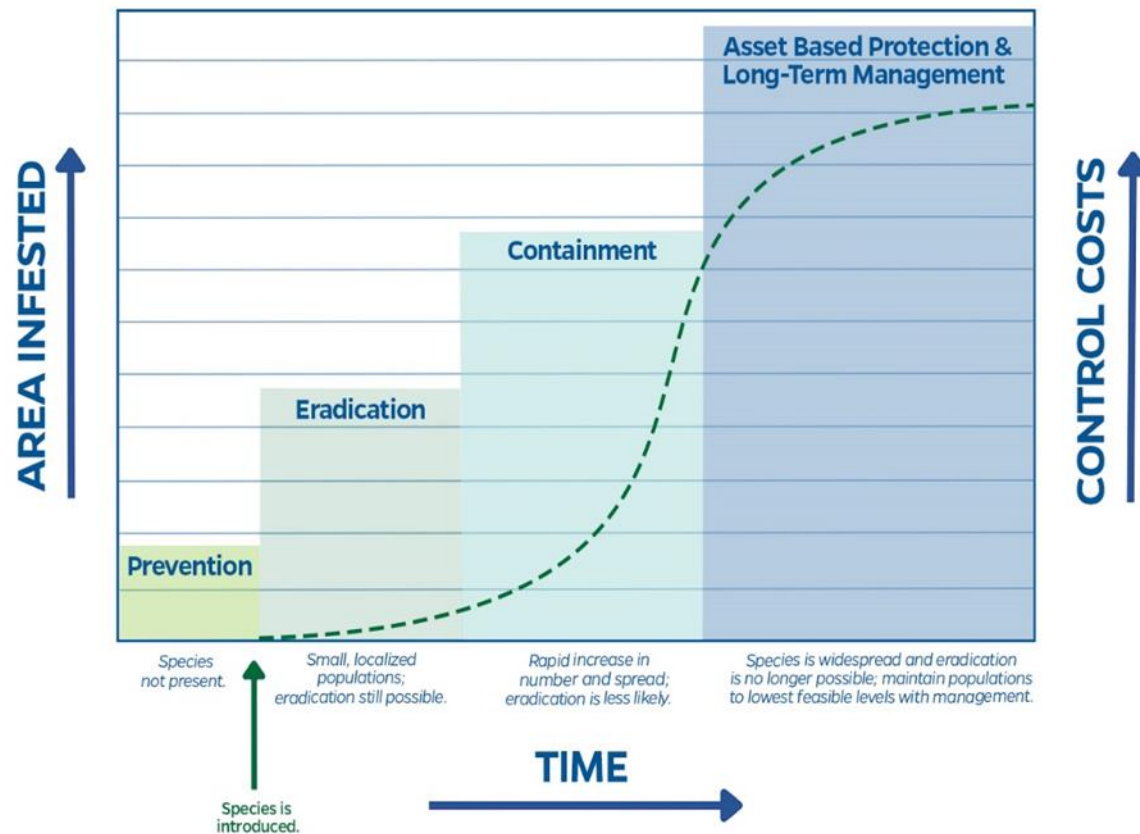 Asset Based Protection &
Long-Term Management
AREA INFESTED
CONTROL COSTS
Containment
Eradication
Prevention
Species
not present.
Small, localized
populations;
eradication still possible.
Rapid increase in
number and spread;
eradication is less likely.
Species is widespread and eradication
is no longer possible; maintain populations
to lowest feasible levels with management.
TIME
Species is
introduced.